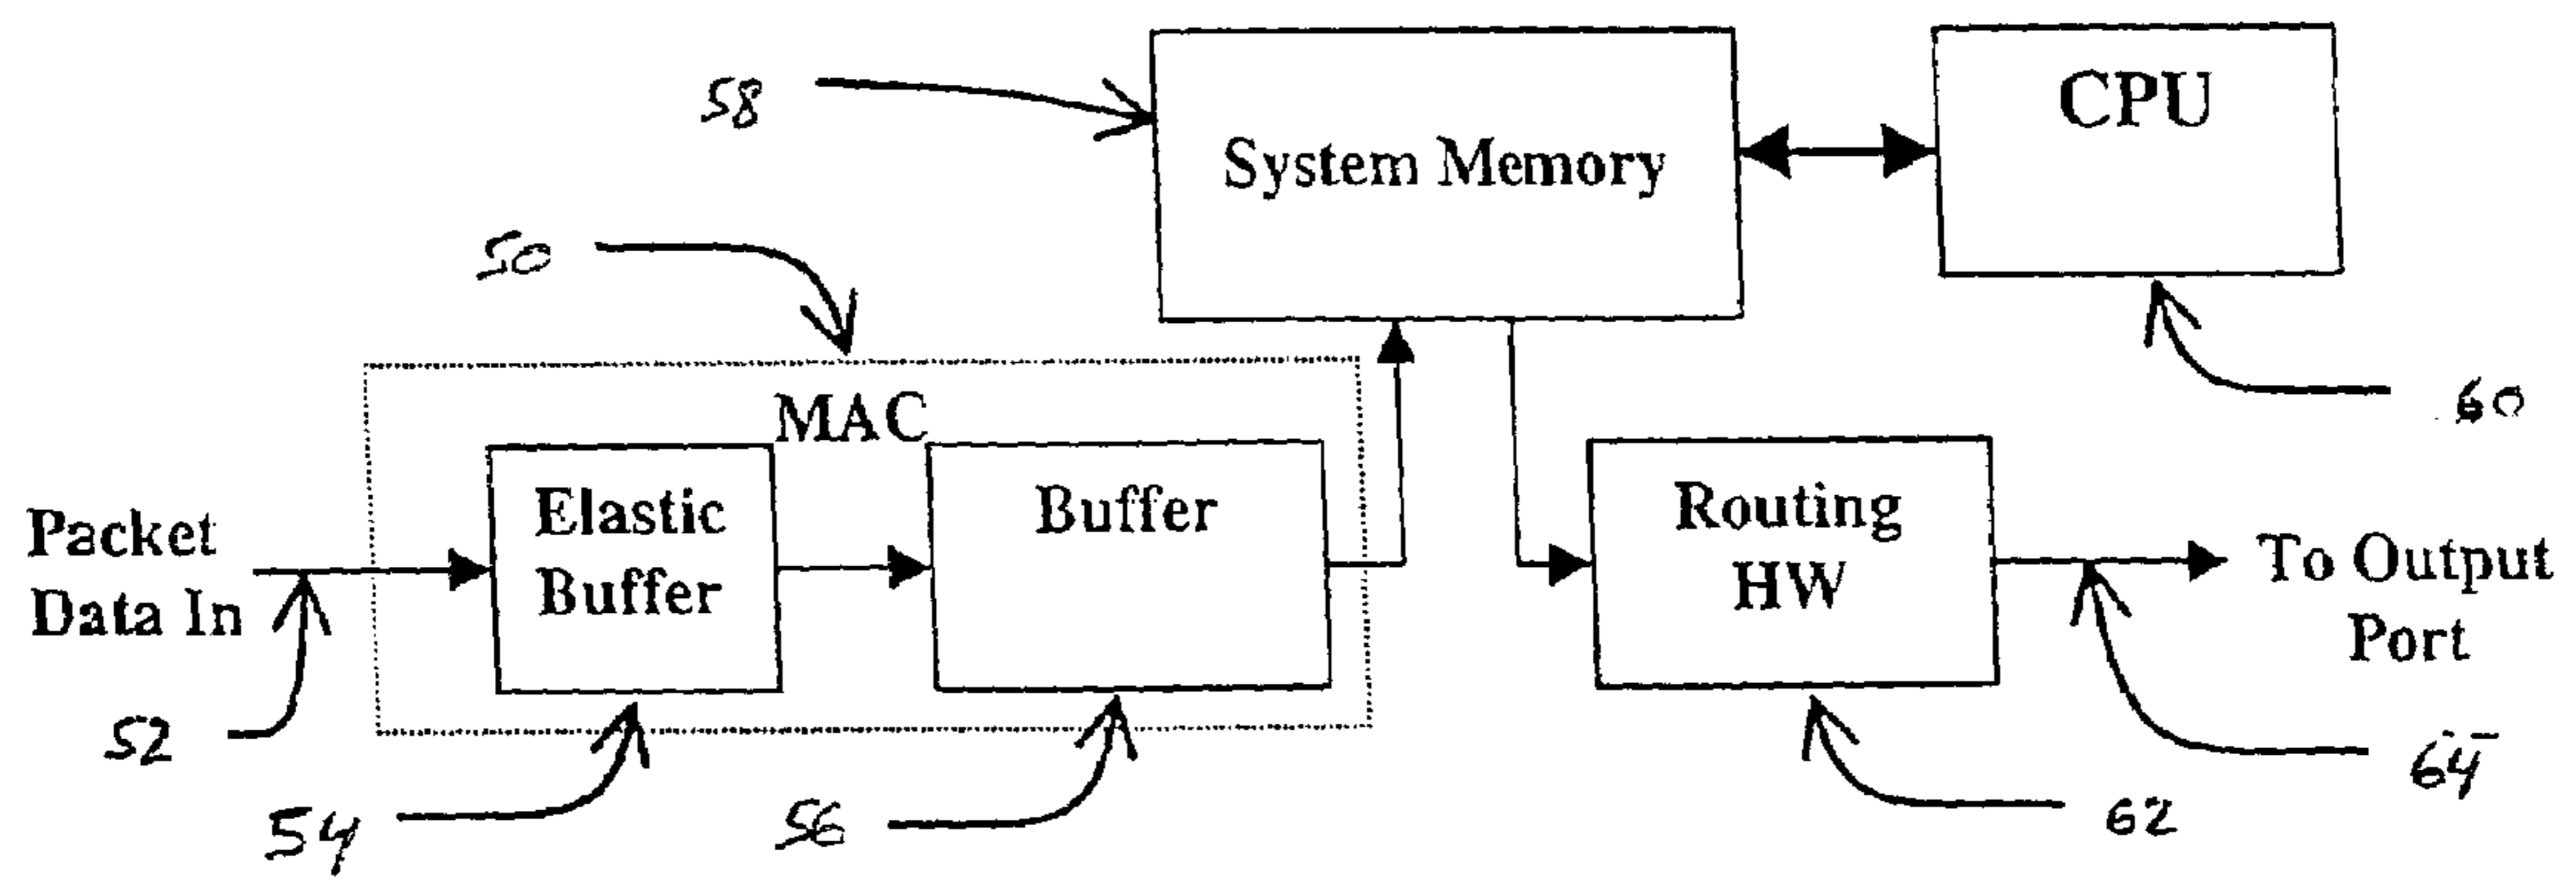 58
System Memory
CPU
50
60
MAC
Packet
Data In
Elastic
Buffer
Buffer
Routing
HW
To Output
Port
52
54
56
62
64